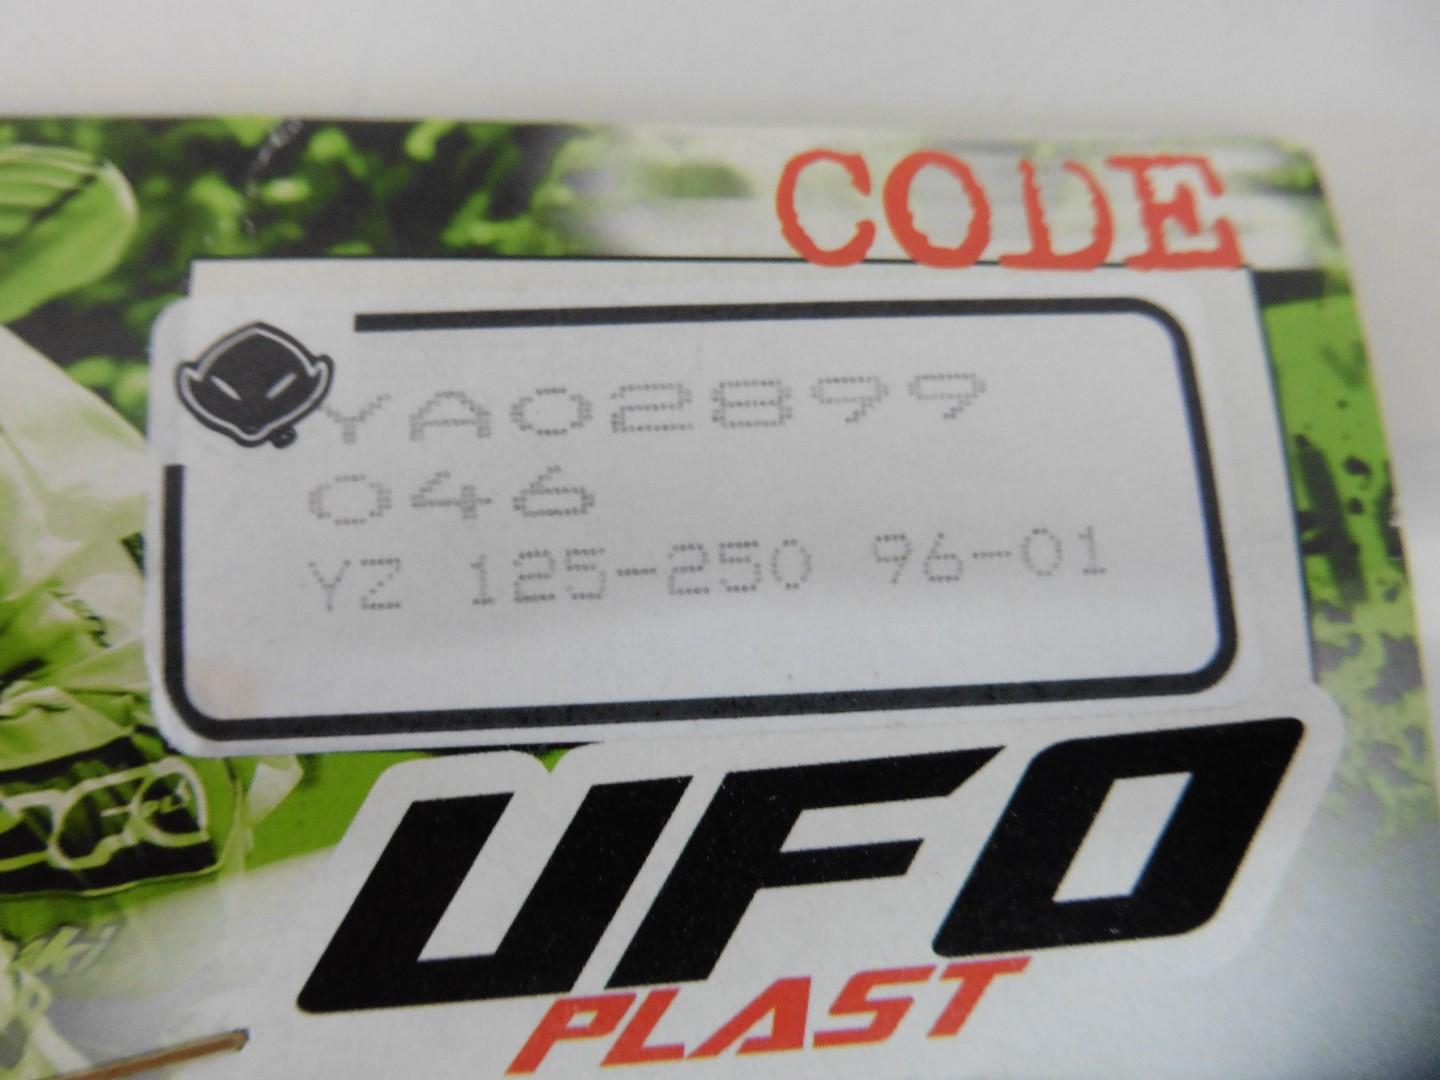 CODE
YA02899
046
YZ 125-250 96-01
UFO
PLAST